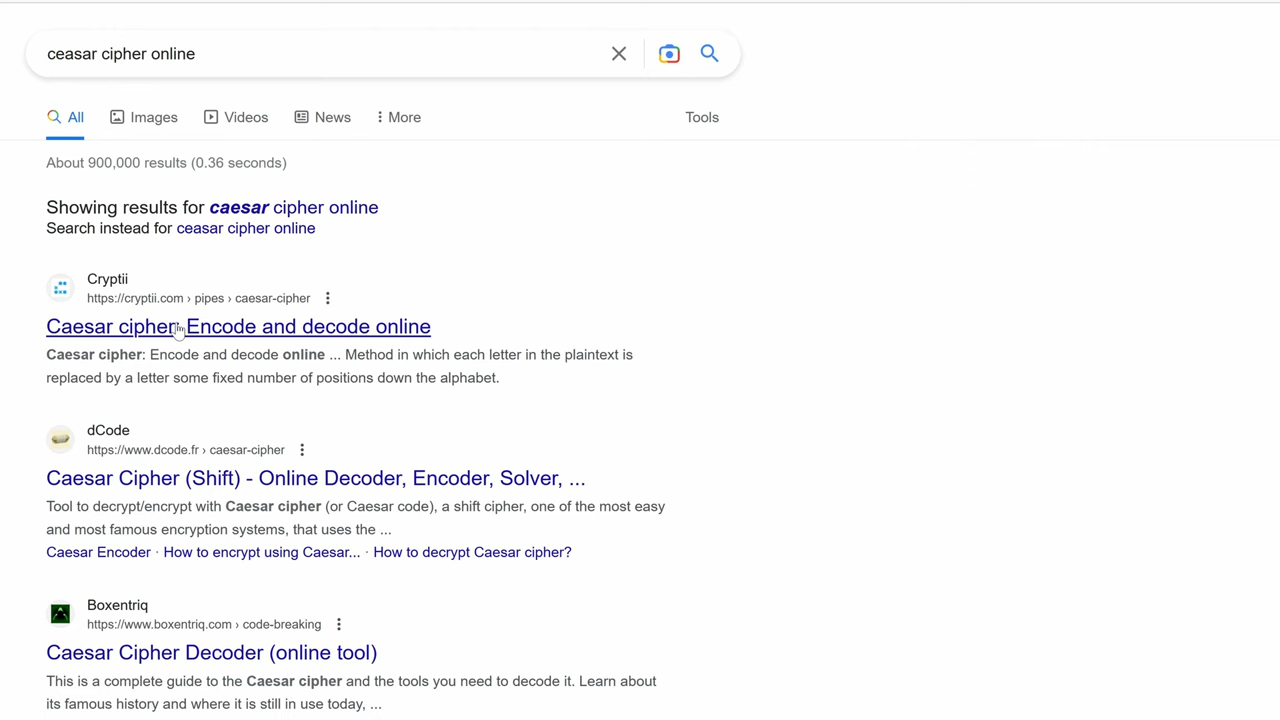 ceasar cipher online
All Images Videos News More Tools
About 900,000 results (0.36 seconds)
Showing results for caesar cipher online
Search instead for ceasar cipher online
Cryptii
https://cryptii.com › pipes › caesar-cipher
Caesar cipher: Encode and decode online
Caesar cipher: Encode and decode online ... Method in which each letter in the plaintext is
replaced by a letter some fixed number of positions down the alphabet.
dCode
https://www.dcode.fr › caesar-cipher
Caesar Cipher (Shift) - Online Decoder, Encoder, Solver, ...
Tool to decrypt/encrypt with Caesar cipher (or Caesar code), a shift cipher, one of the most easy
and most famous encryption systems, that uses the ...
Caesar Encoder · How to encrypt using Caesar... · How to decrypt Caesar cipher?
Boxentriq
https://www.boxentriq.com › code-breaking
Caesar Cipher Decoder (online tool)
This is a complete guide to the Caesar cipher and the tools you need to decode it. Learn about
its famous history and where it is still in use today, ...